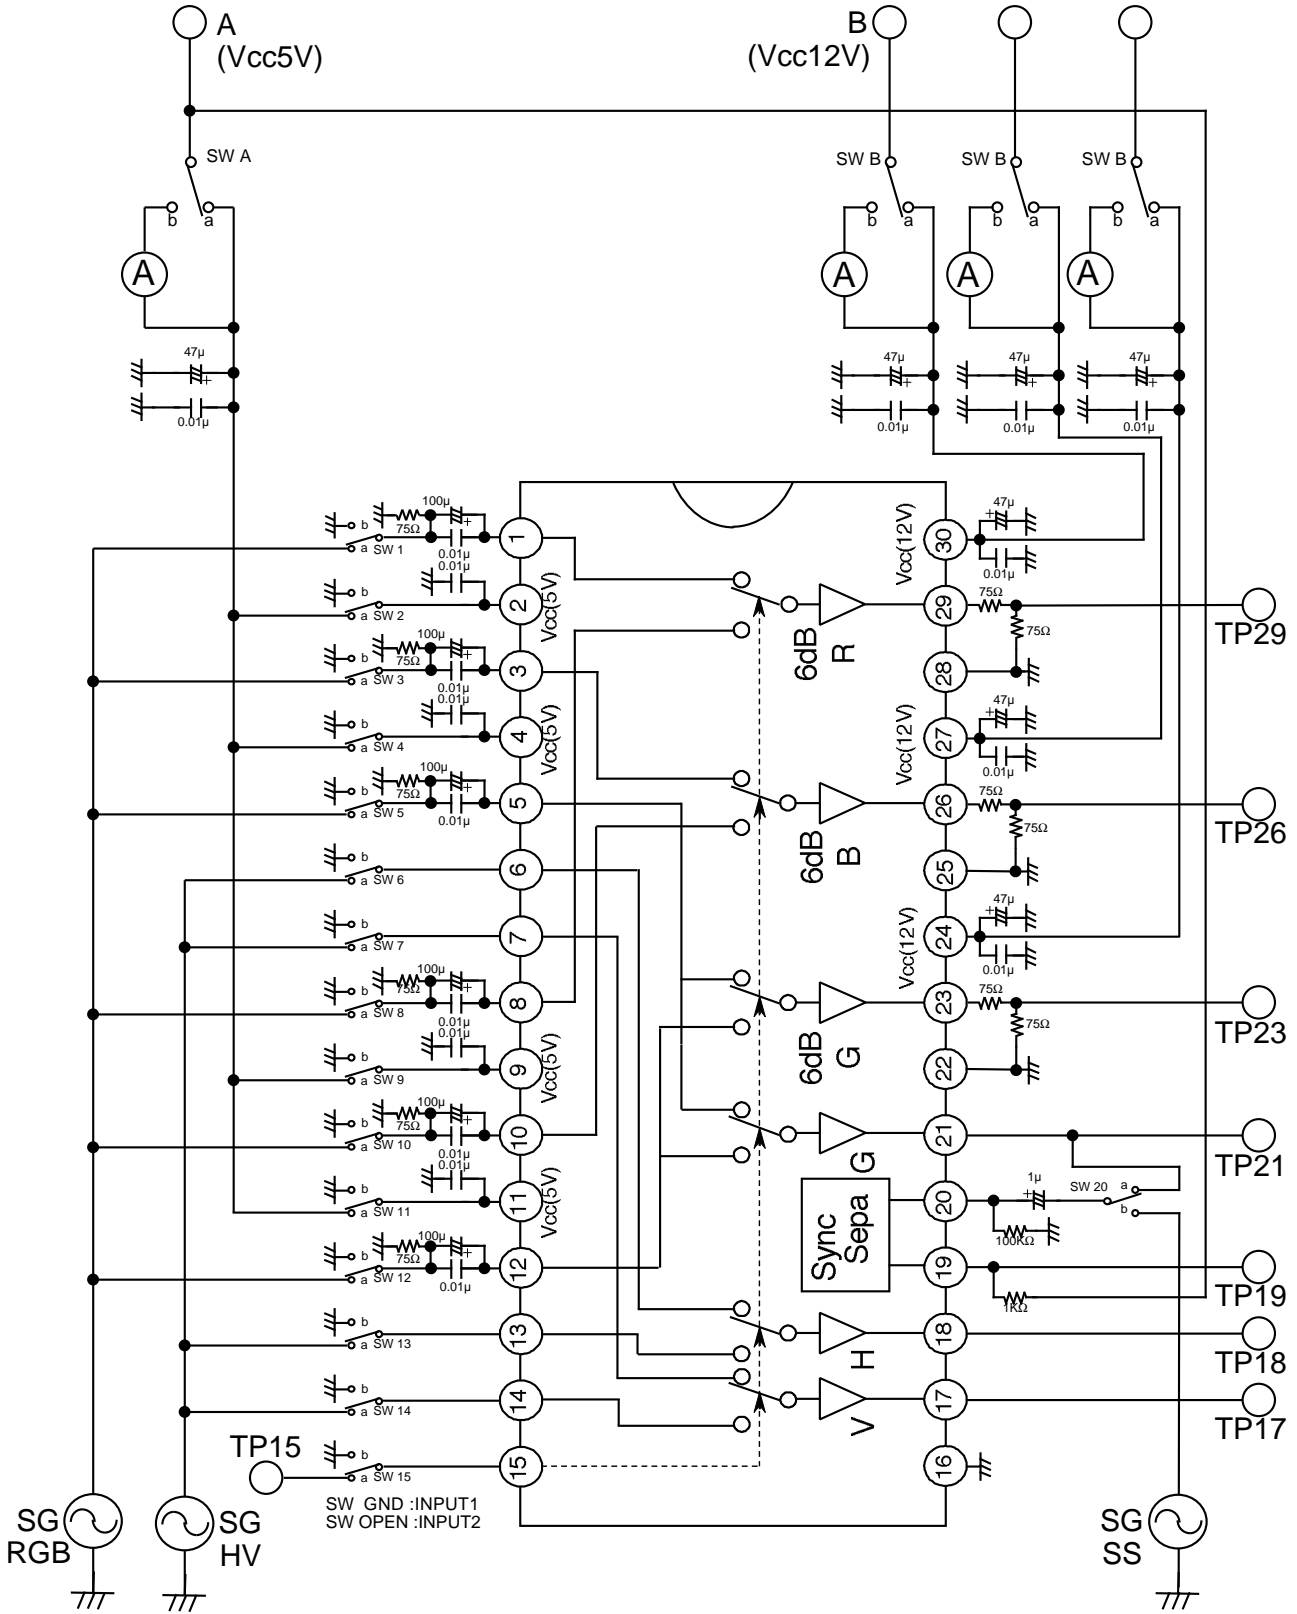 A
(Vcc5V)
B
(Vcc12V)
SW A
SW B
SW B
SW B
b
a
b
a
b
a
b
a
A
A
A
A
47μ
+
0.01μ
47μ
+
0.01μ
47μ
+
0.01μ
47μ
+
0.01μ
b
a SW 1
75Ω
100μ
+
0.01μ
1
b
a SW 2
0.01μ
2
Vcc(5V)
b
a SW 3
75Ω
100μ
+
0.01μ
3
b
a SW 4
0.01μ
4
Vcc(5V)
b
a SW 5
75Ω
100μ
+
0.01μ
5
b
a SW 6
6
b
a SW 7
7
b
a SW 8
75Ω
100μ
+
0.01μ
8
b
a SW 9
0.01μ
9
Vcc(5V)
b
a SW 10
75Ω
100μ
+
0.01μ
10
b
a SW 11
0.01μ
11
Vcc(5V)
b
a SW 12
75Ω
100μ
+
0.01μ
12
b
a SW 13
13
b
a SW 14
14
TP15
b
a SW 15
15
SW GND :INPUT1
SW OPEN :INPUT2
6dB
R
6dB
B
6dB
G
G
Sync
Sepa
H
V
Vcc(12V)
30
47μ
+
0.01μ
29
75Ω
75Ω
TP29
28
Vcc(12V)
27
47μ
+
0.01μ
26
75Ω
75Ω
TP26
25
Vcc(12V)
24
47μ
+
0.01μ
23
75Ω
75Ω
TP23
22
21
TP21
20
1μ
+
SW 20
a
b
100KΩ
19
1KΩ
TP19
18
TP18
17
TP17
16
SG
RGB
SG
HV
SG
SS